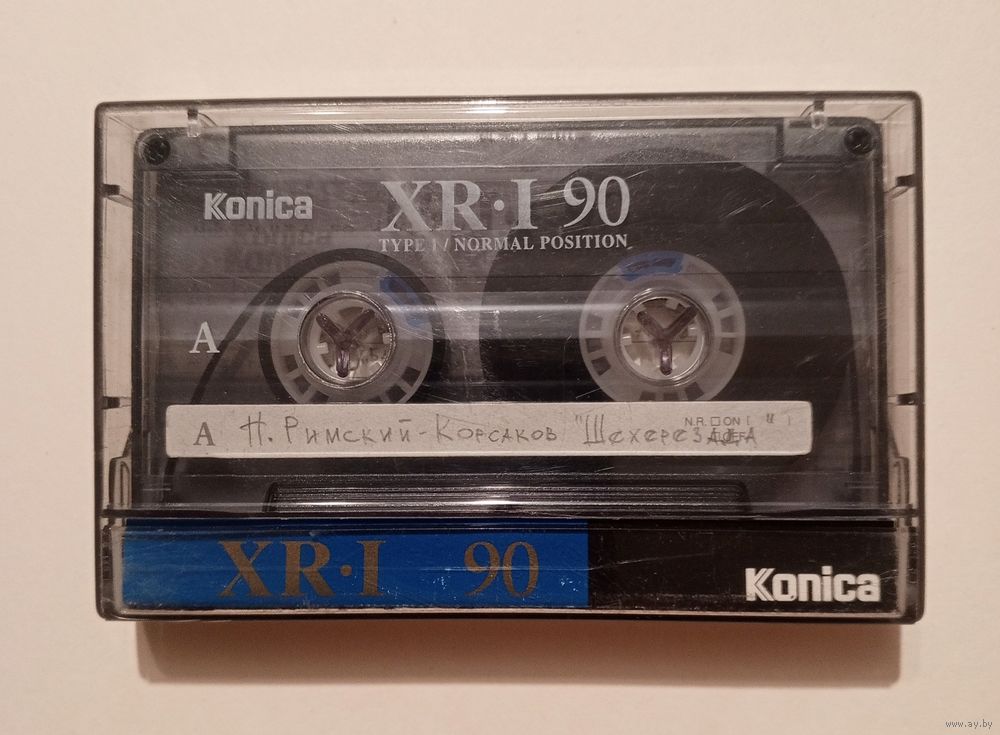 Konica
XR·I 90
TYPE I / NORMAL POSITION
A
A Н. Римский-Корсаков "Шехерезада"
N.R. □ ON
XR·I 90
Konica
www.ay.by